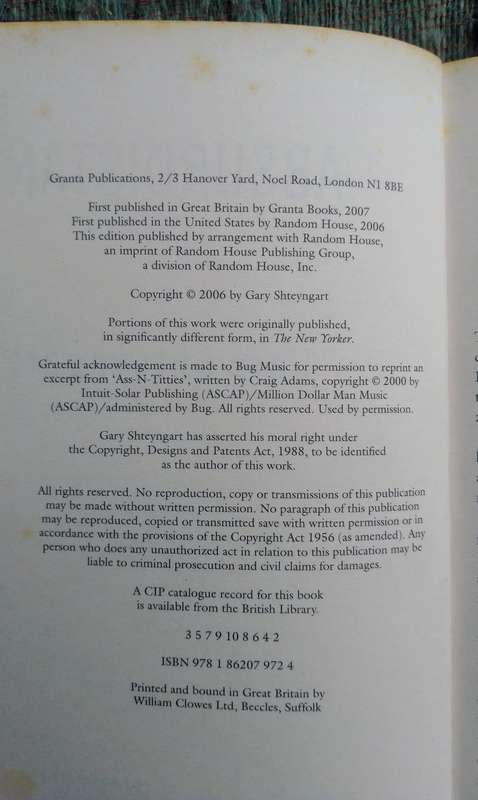 Granta Publications, 2/3 Hanover Yard, Noel Road, London N1 8BE
First published in Great Britain by Granta Books, 2007
First published in the United States by Random House, 2006
This edition published by arrangement with Random House,
an imprint of Random House Publishing Group,
a division of Random House, Inc.
Copyright © 2006 by Gary Shteyngart
Portions of this work were originally published,
in significantly different form, in The New Yorker.
Grateful acknowledgement is made to Bug Music for permission to reprint an
excerpt from 'Ass-N-Titties', written by Craig Adams, copyright © 2000 by
Intuit-Solar Publishing (ASCAP)/Million Dollar Man Music
(ASCAP)/administered by Bug. All rights reserved. Used by permission.
Gary Shteyngart has asserted his moral right under
the Copyright, Designs and Patents Act, 1988, to be identified
as the author of this work.
All rights reserved. No reproduction, copy or transmissions of this publication
may be made without written permission. No paragraph of this publication
may be reproduced, copied or transmitted save with written permission or in
accordance with the provisions of the Copyright Act 1956 (as amended). Any
person who does any unauthorized act in relation to this publication may be
liable to criminal prosecution and civil claims for damages.
A CIP catalogue record for this book
is available from the British Library.
3 5 7 9 10 8 6 4 2
ISBN 978 1 86207 972 4
Printed and bound in Great Britain by
William Clowes Ltd, Beccles, Suffolk